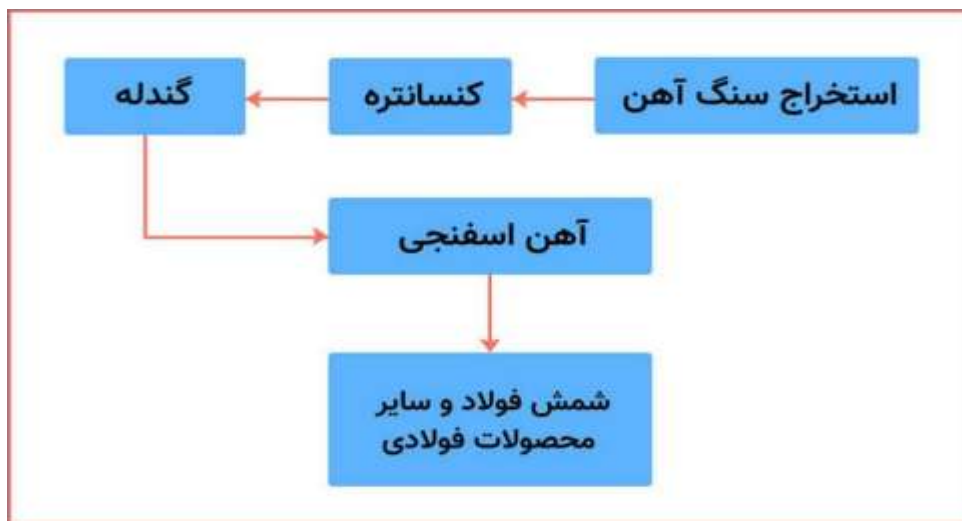 استخراج سنگ آهن
کنسانتره
گندله
آهن اسفنجی
شمش فولاد و سایر
محصولات فولادی